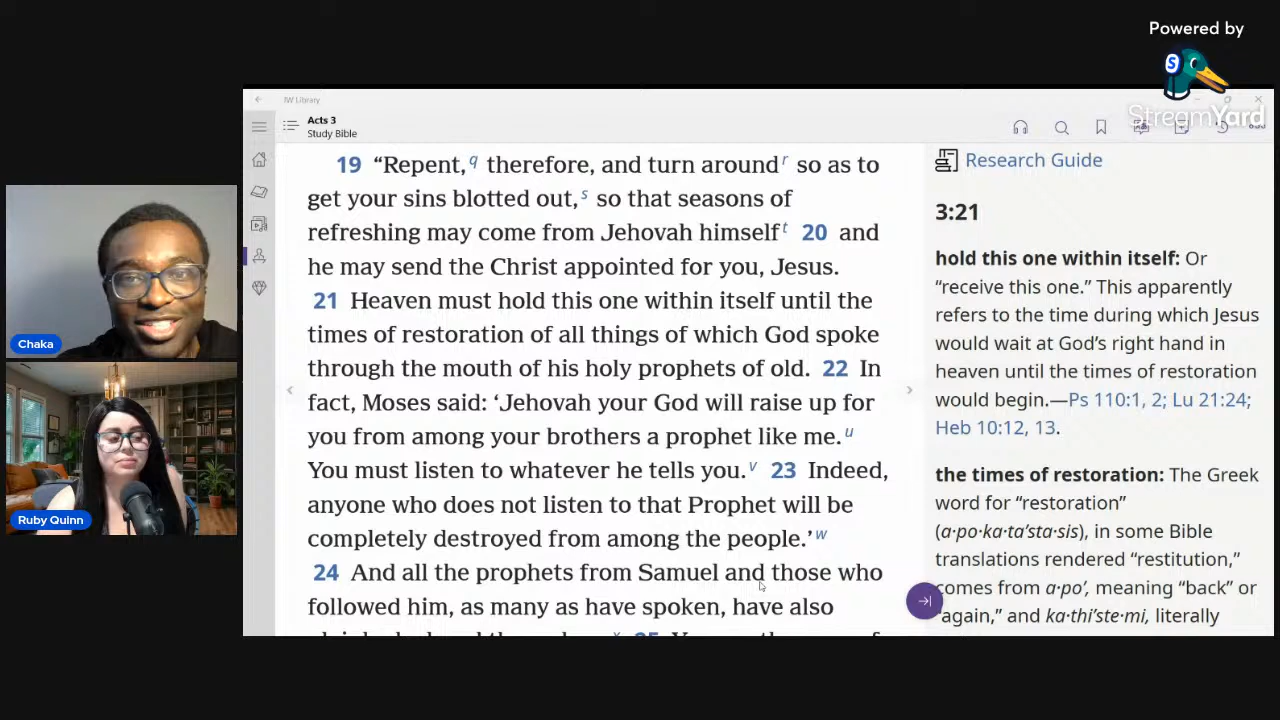 Powered by
StreamYard
JW Library
Acts 3
Study Bible
19 “Repent,q therefore, and turn aroundr so as to
get your sins blotted out,s so that seasons of
refreshing may come from Jehovah himselft 20 and
he may send the Christ appointed for you, Jesus.
21 Heaven must hold this one within itself until the
times of restoration of all things of which God spoke
through the mouth of his holy prophets of old. 22 In
fact, Moses said: ‘Jehovah your God will raise up for
you from among your brothers a prophet like me.u
You must listen to whatever he tells you.v 23 Indeed,
anyone who does not listen to that Prophet will be
completely destroyed from among the people.’w
24 And all the prophets from Samuel and those who
followed him, as many as have spoken, have also
Research Guide
3:21
hold this one within itself: Or
“receive this one.” This apparently
refers to the time during which Jesus
would wait at God’s right hand in
heaven until the times of restoration
would begin.—Ps 110:1, 2; Lu 21:24;
Heb 10:12, 13.
the times of restoration: The Greek
word for “restoration”
(a·po·ka·ta′sta·sis), in some Bible
translations rendered “restitution,”
comes from a·po′, meaning “back” or
“again,” and ka·thi′ste·mi, literally
Chaka
Ruby Quinn